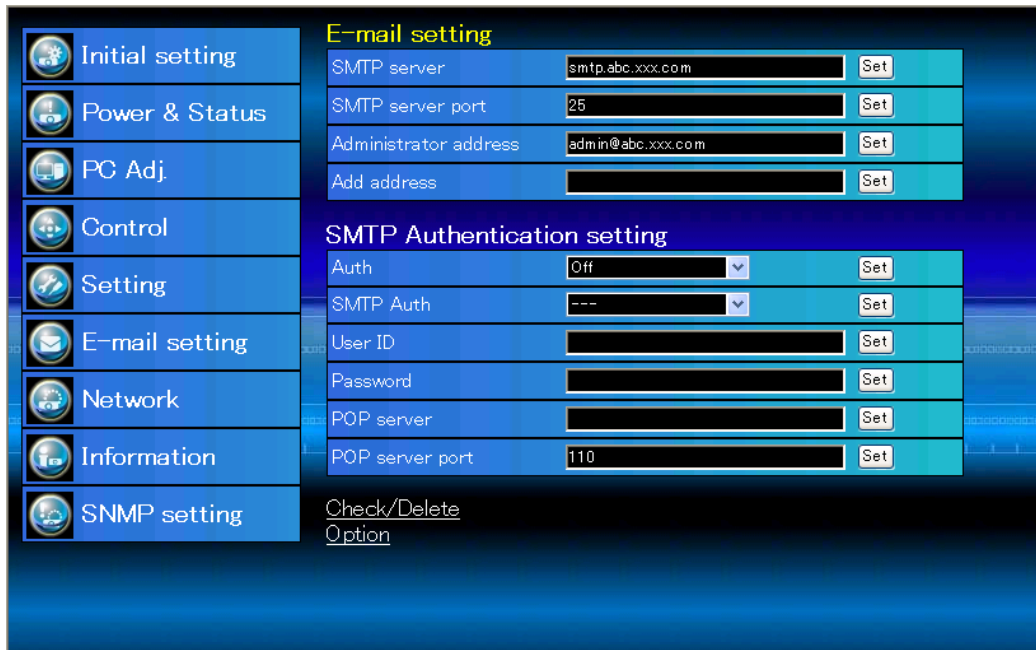 Initial setting
Power & Status
PC Adj.
Control
Setting
E-mail setting
Network
Information
SNMP setting
E-mail setting
SMTP server smtp.abc.xxx.com Set
SMTP server port 25 Set
Administrator address admin@abc.xxx.com Set
Add address Set
SMTP Authentication setting
Auth Off Set
SMTP Auth --- Set
User ID Set
Password Set
POP server Set
POP server port 110 Set
Check/Delete
Option